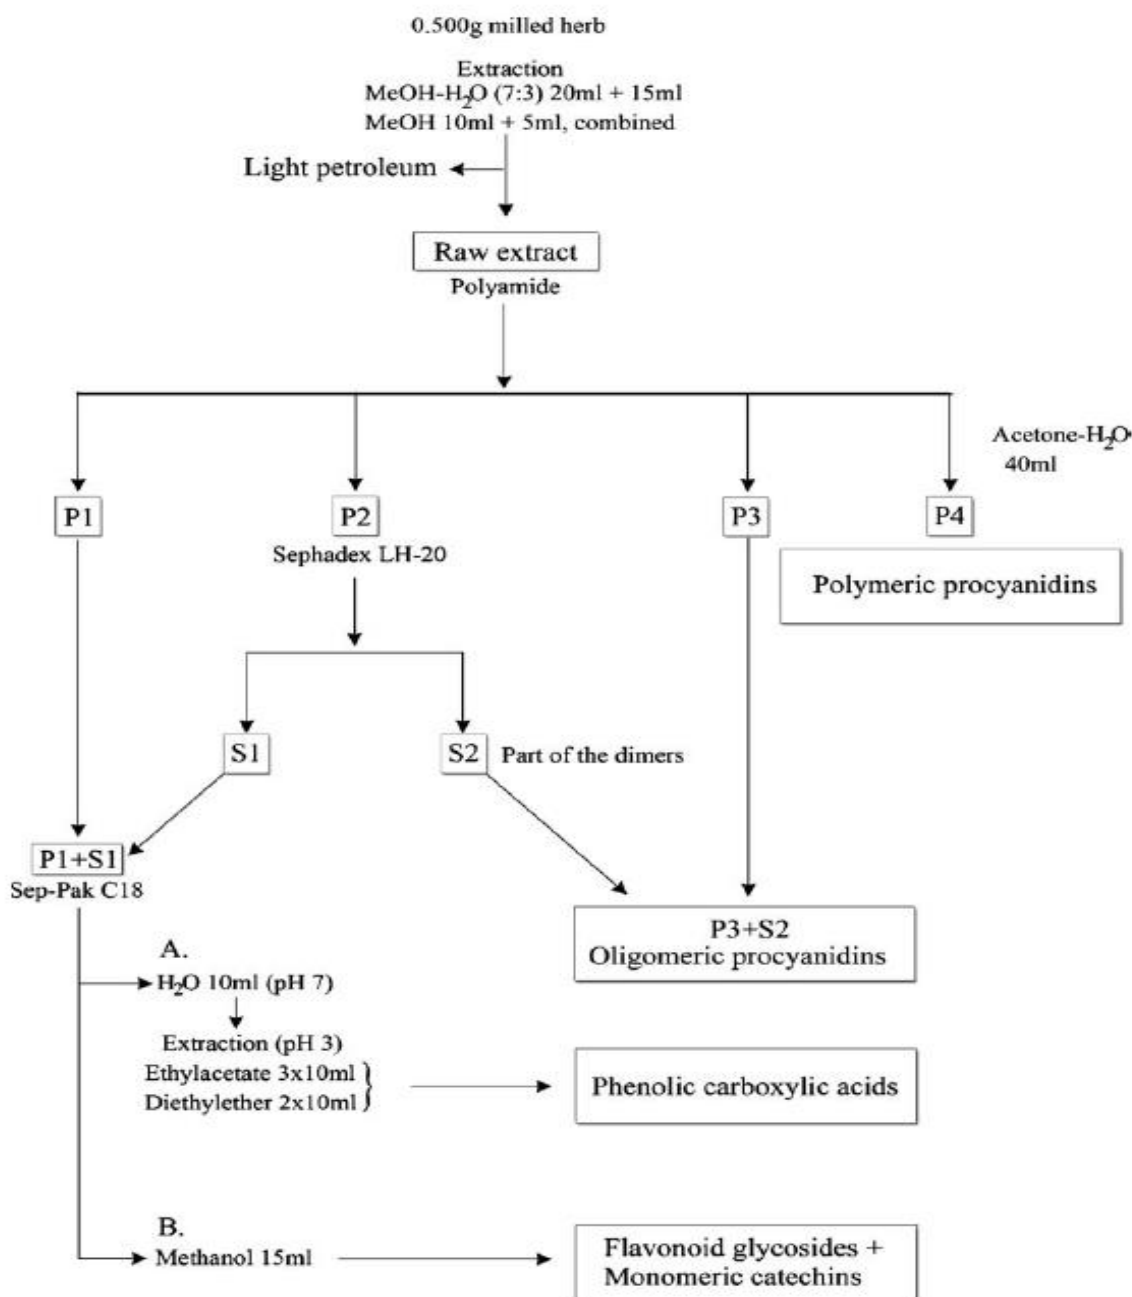 0.500g milled herb
Extraction
MeOH-H₂O (7:3) 20ml + 15ml
MeOH 10ml + 5ml, combined
Light petroleum
Raw extract
Polyamide
Acetone-H₂O
40ml
P1
P2
P3
P4
Sephadex LH-20
Polymeric procyanidins
S1
S2
Part of the dimers
P1+S1
Sep-Pak C18
P3+S2
Oligomeric procyanidins
A.
H₂O 10ml (pH 7)
Extraction (pH 3)
Ethylacetate 3x10ml
Diethylether 2x10ml
Phenolic carboxylic acids
B.
Methanol 15ml
Flavonoid glycosides +
Monomeric catechins